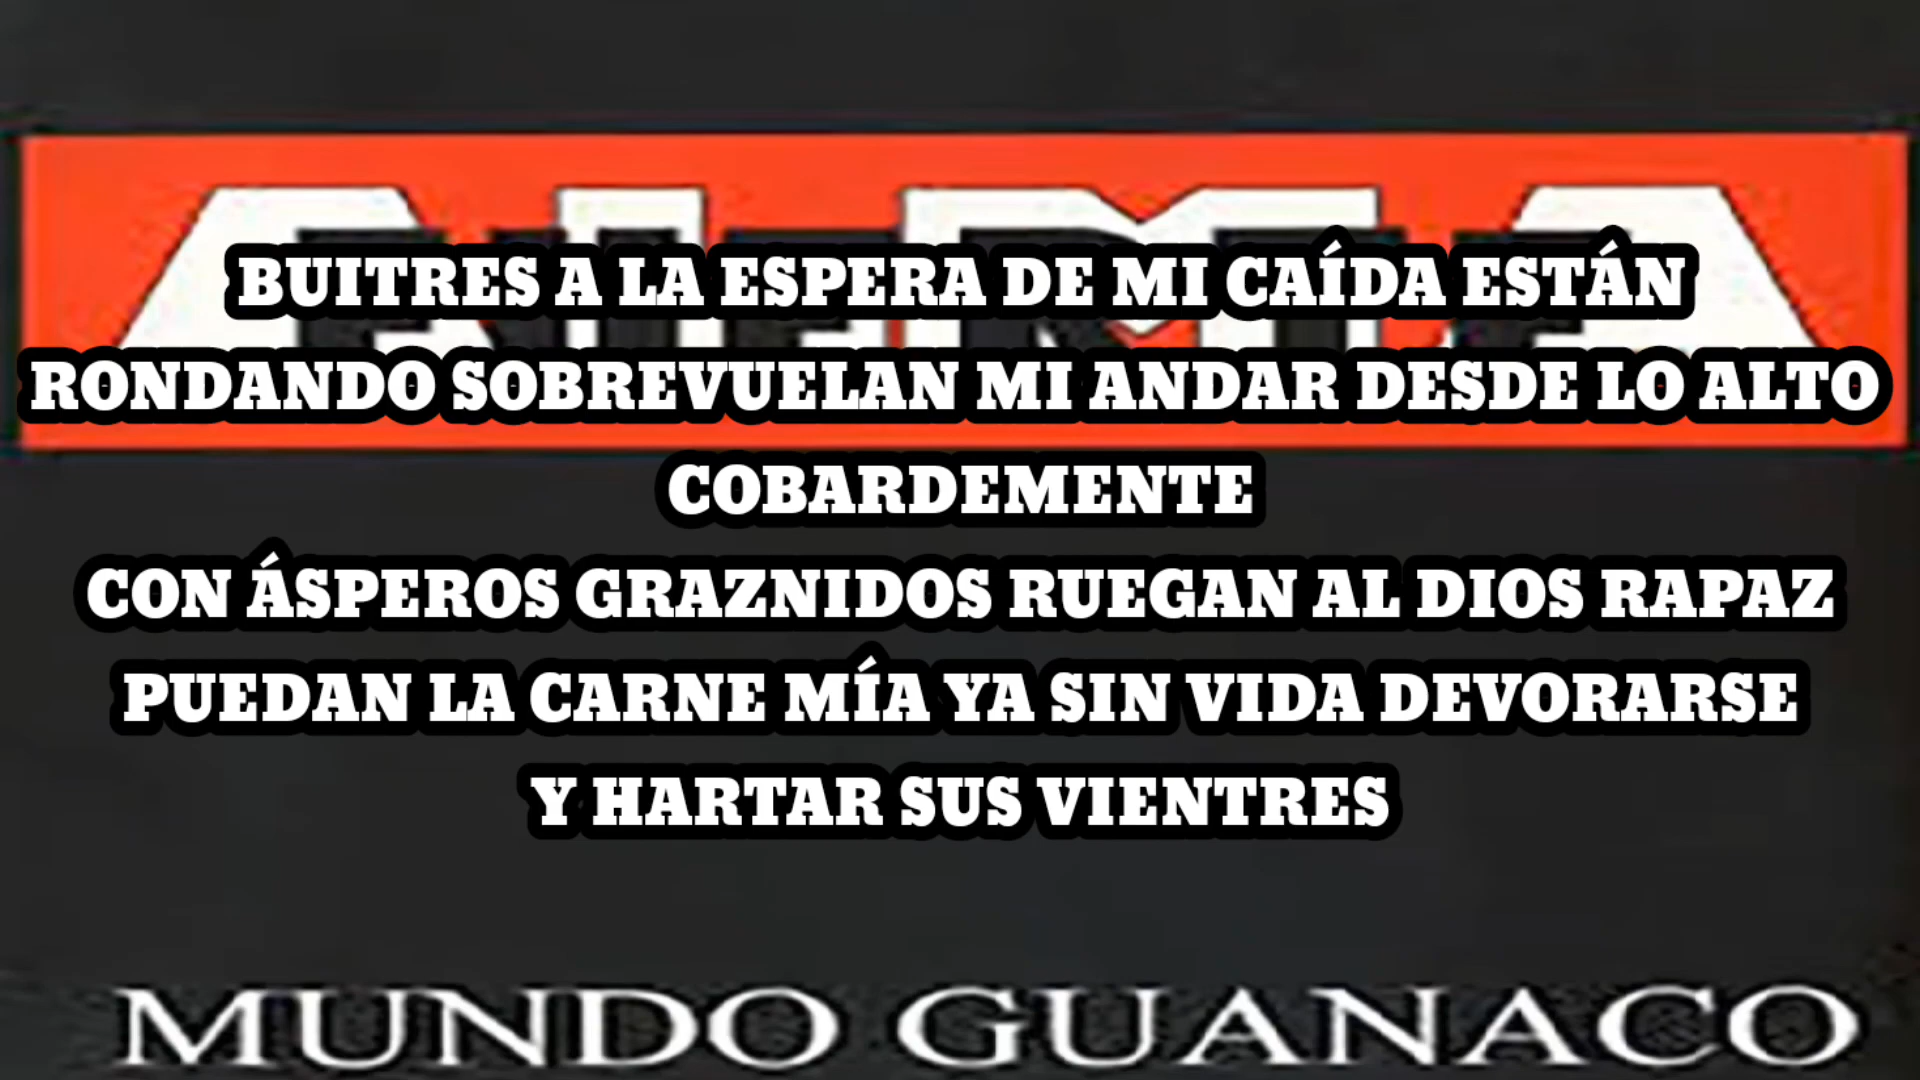 BUITRES A LA ESPERA DE MI CAÍDA ESTÁN
RONDANDO SOBREVUELAN MI ANDAR DESDE LO ALTO
COBARDEMENTE
CON ÁSPEROS GRAZNIDOS RUEGAN AL DIOS RAPAZ
PUEDAN LA CARNE MÍA YA SIN VIDA DEVORARSE
Y HARTAR SUS VIENTRES
MUNDO GUANACO